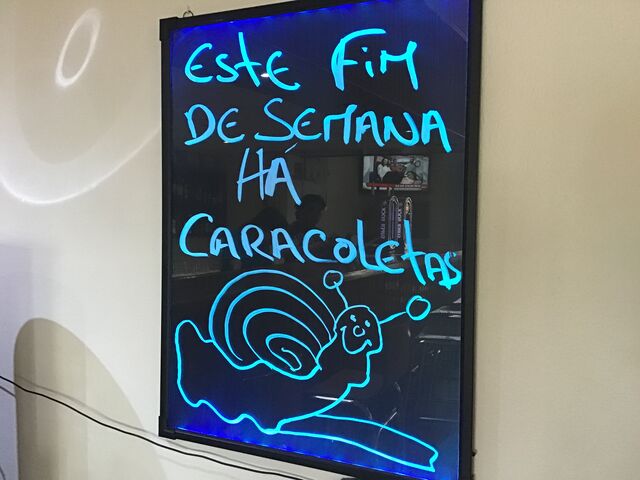 Este Fim
DE SEMANA
HÁ
CARACOLETAS